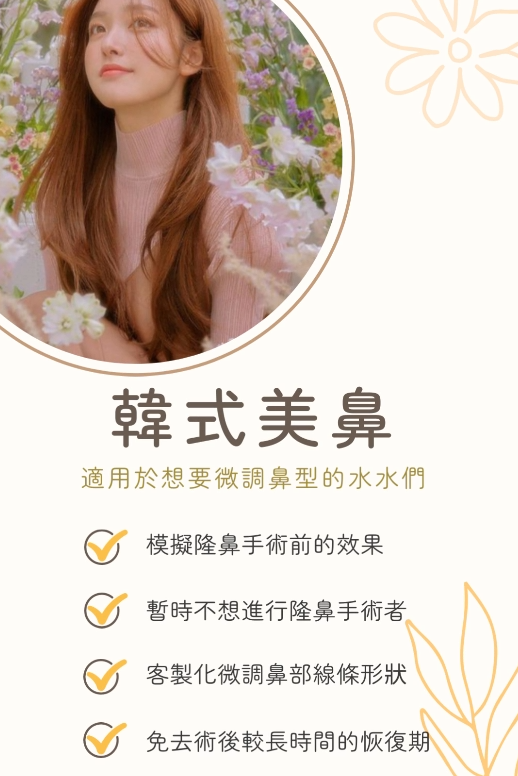 韓式美鼻
適用於想要微調鼻型的水水們
模擬隆鼻手術前的效果
暫時不想進行隆鼻手術者
客製化微調鼻部線條形狀
免去術後較長時間的恢復期